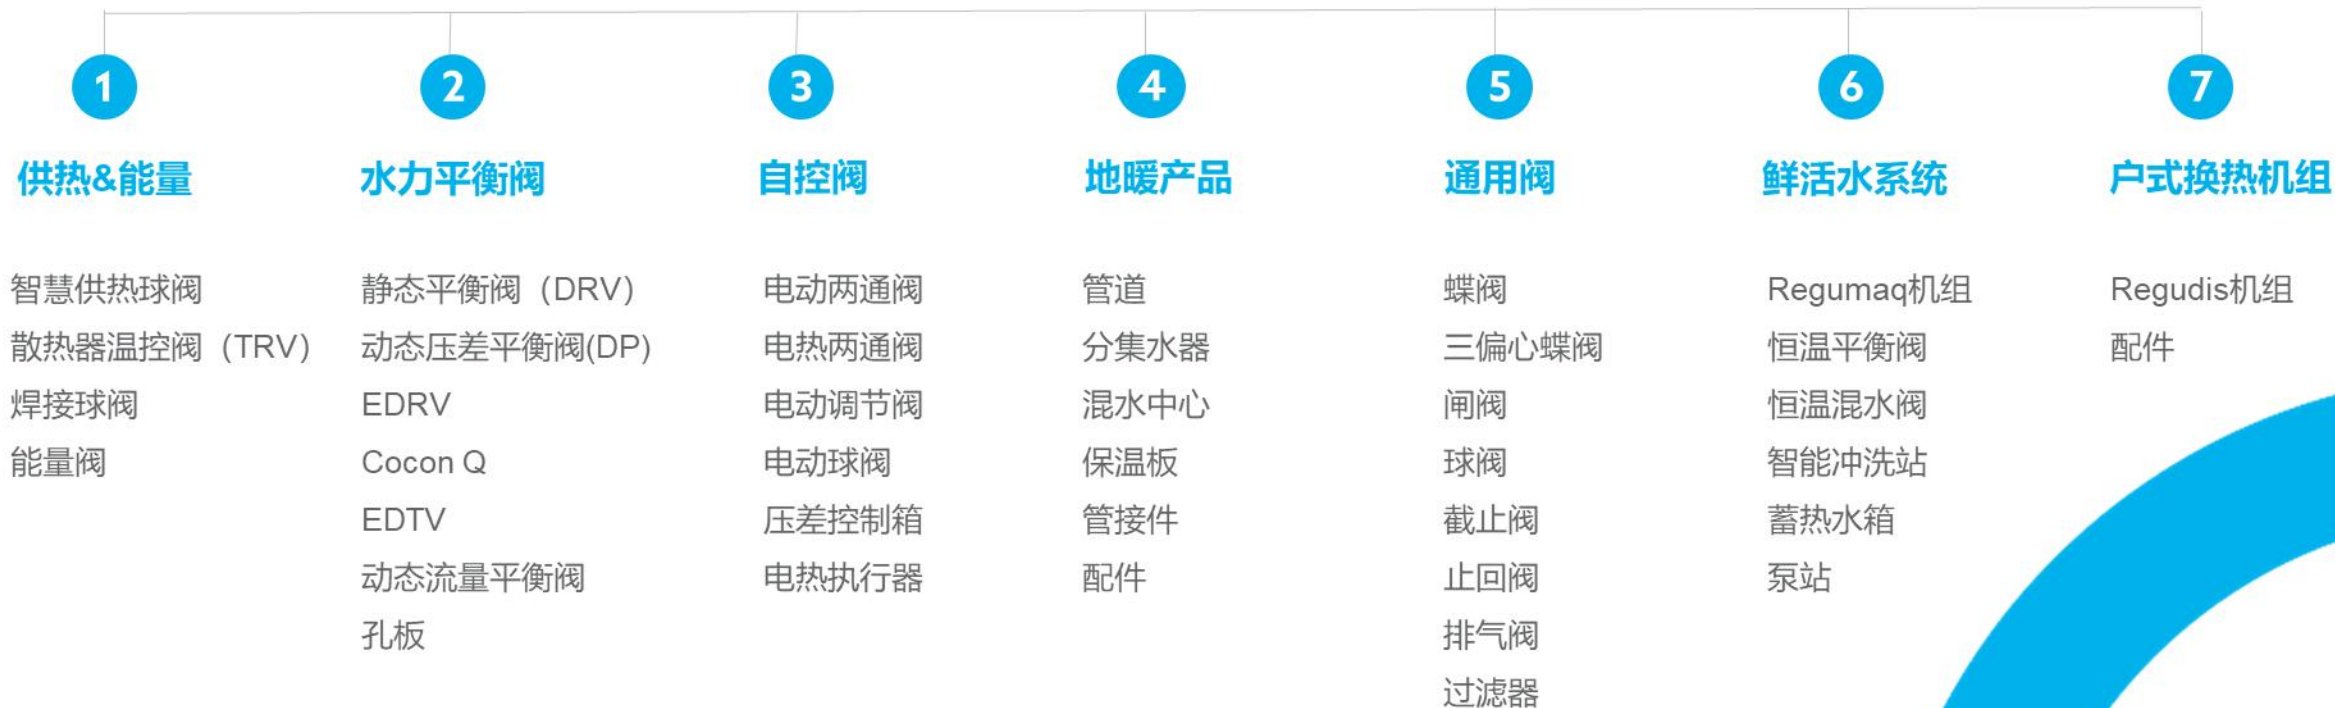 1
供热&能量
智慧供热球阀
散热器温控阀（TRV）
焊接球阀
能量阀
2
水力平衡阀
静态平衡阀（DRV）
动态压差平衡阀(DP)
EDRV
Cocon Q
EDTV
动态流量平衡阀
孔板
3
自控阀
电动两通阀
电热两通阀
电动调节阀
电动球阀
压差控制箱
电热执行器
4
地暖产品
管道
分集水器
混水中心
保温板
管接件
配件
5
通用阀
蝶阀
三偏心蝶阀
闸阀
球阀
截止阀
止回阀
排气阀
过滤器
6
鲜活水系统
Regumaq机组
恒温平衡阀
恒温混水阀
智能冲洗站
蓄热水箱
泵站
7
户式换热机组
Regudis机组
配件